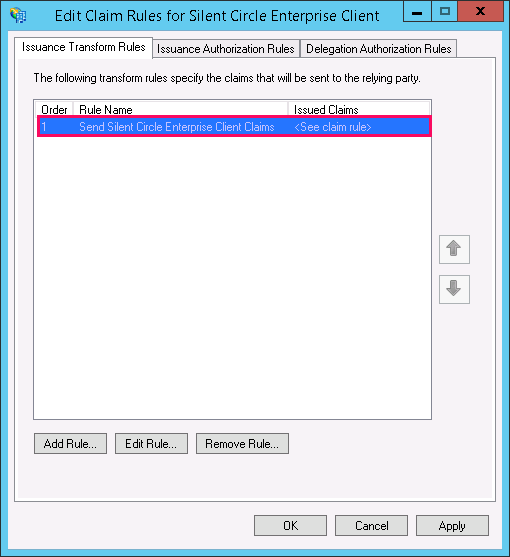 Edit Claim Rules for Silent Circle Enterprise Client
Issuance Transform Rules Issuance Authorization Rules Delegation Authorization Rules
The following transform rules specify the claims that will be sent to the relying party.
Order Rule Name Issued Claims
1 Send Silent Circle Enterprise Client Claims <See claim rule>
Add Rule... Edit Rule... Remove Rule...
OK Cancel Apply